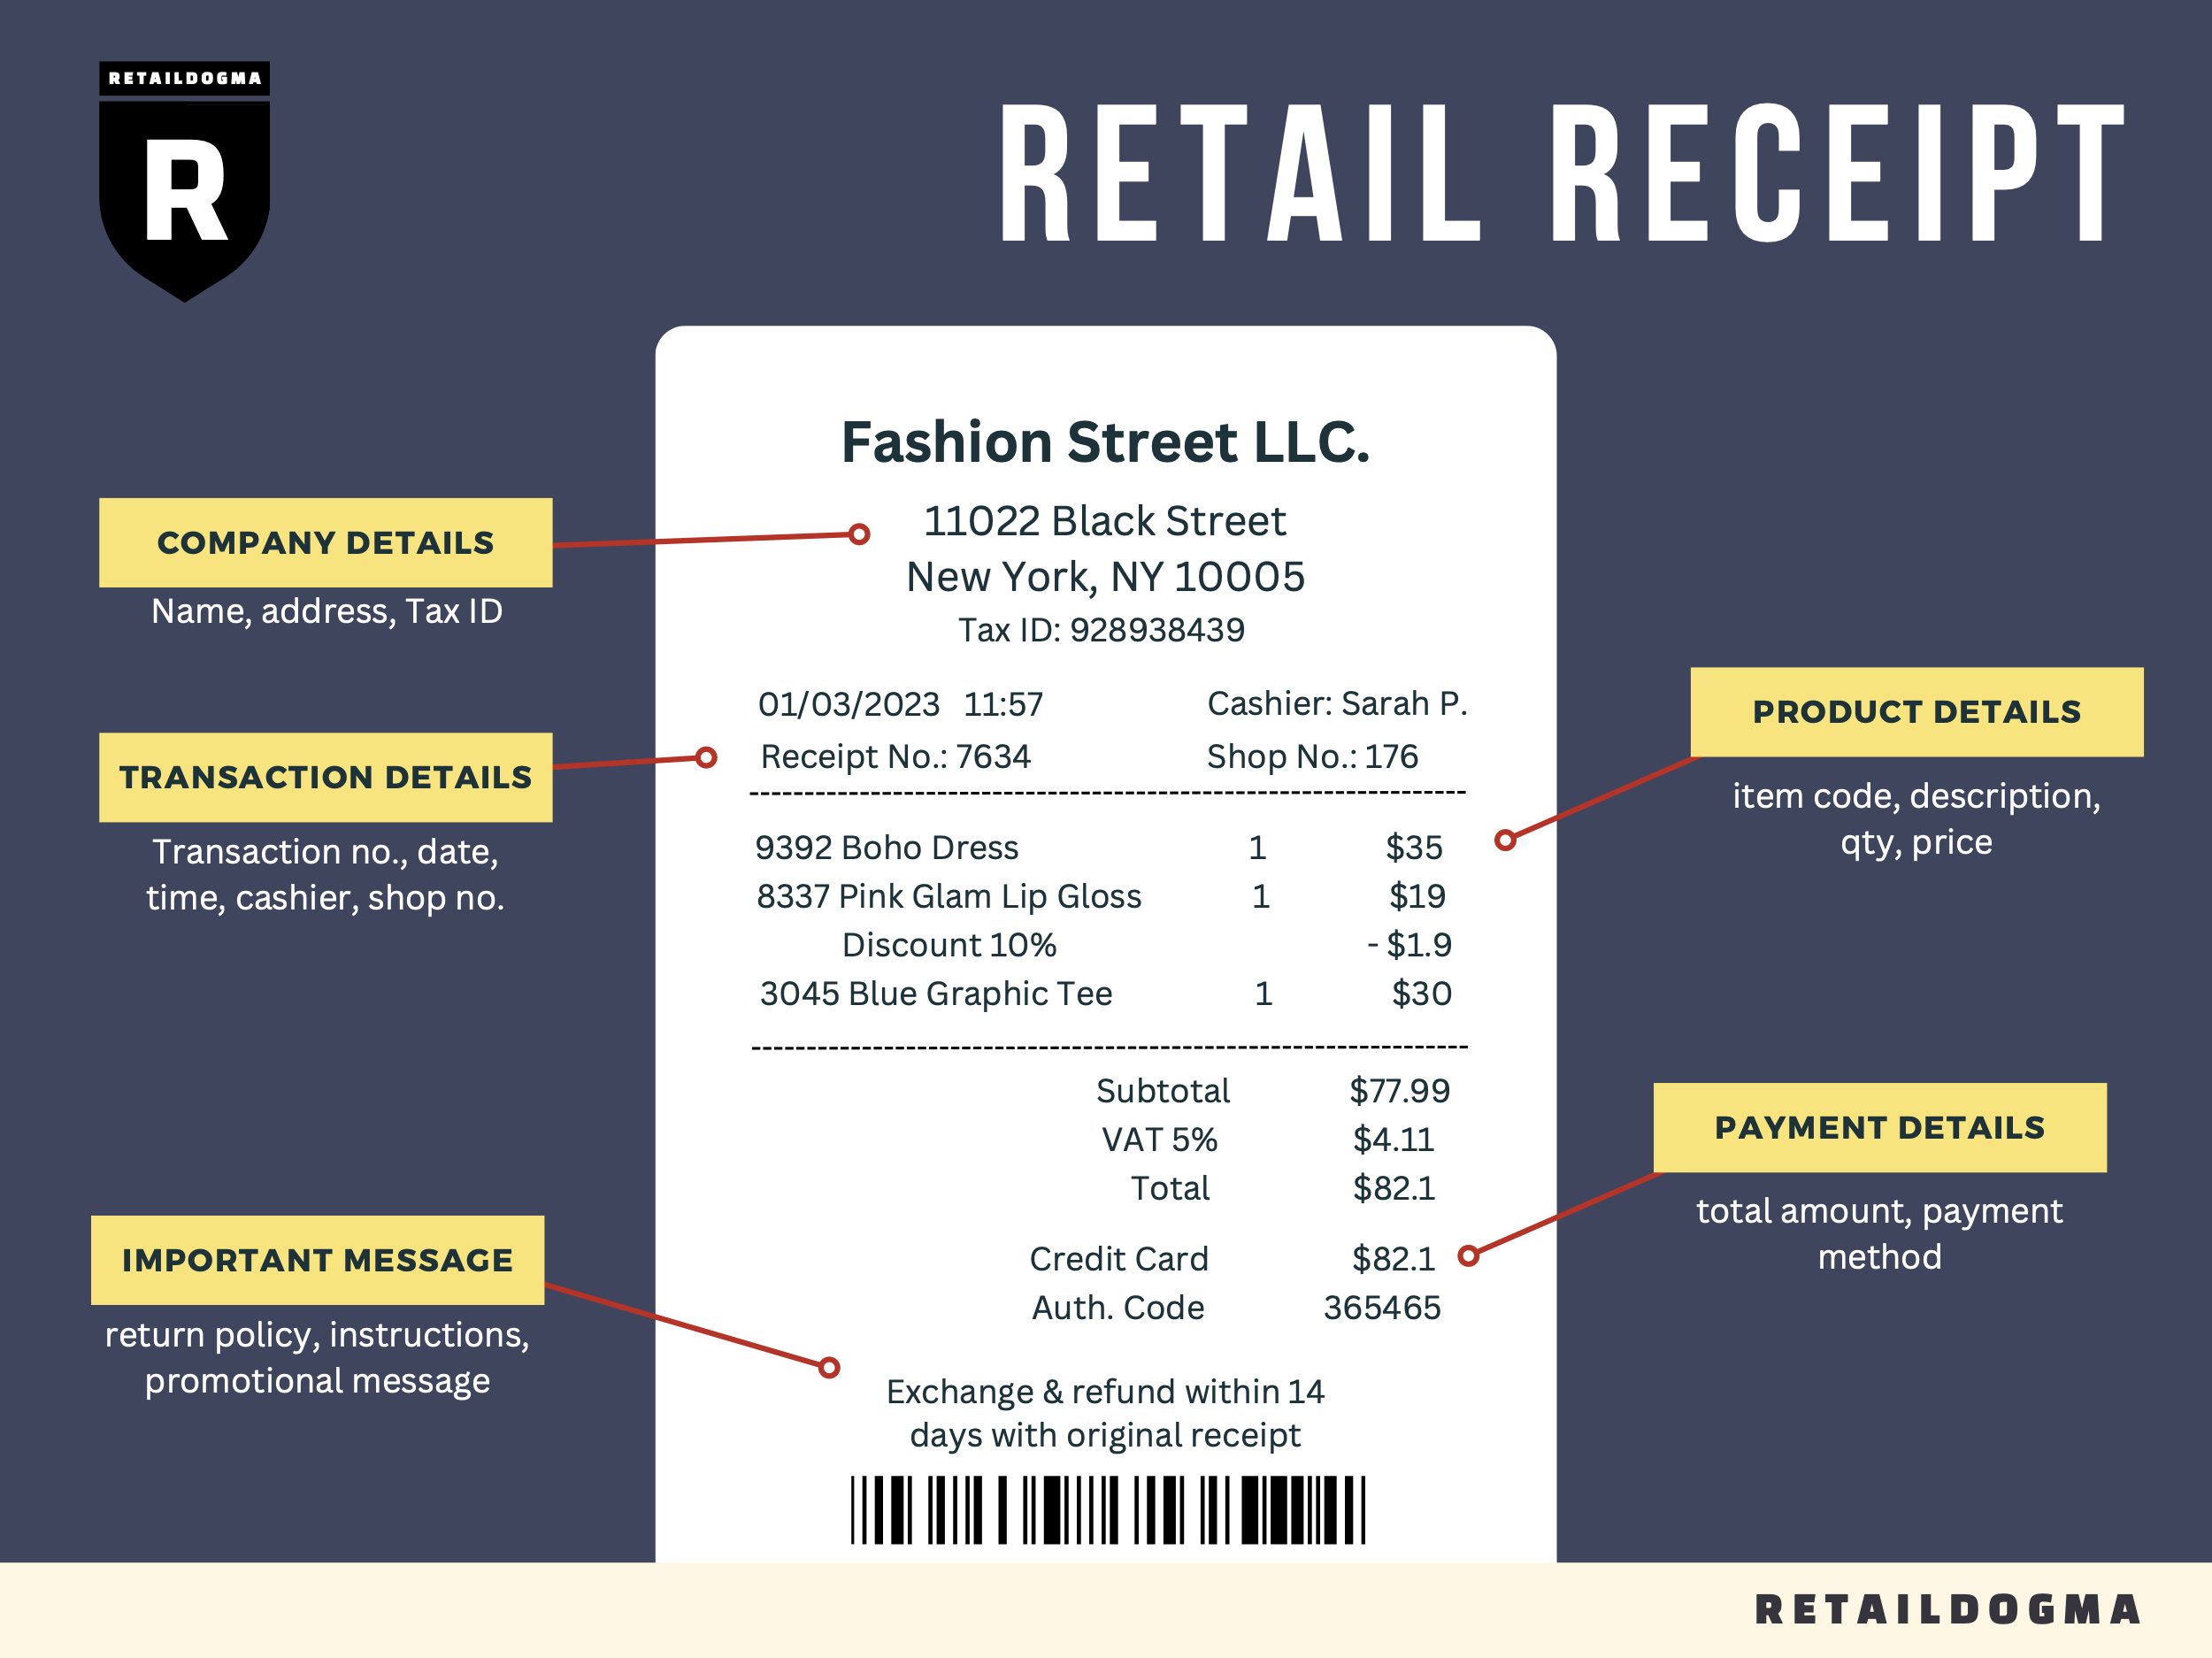 RETAILDOGMA
R
RETAIL RECEIPT
Fashion Street LLC.
11022 Black Street
New York, NY 10005
Tax ID: 928938439
COMPANY DETAILS
Name, address, Tax ID
01/03/2023 11:57 Cashier: Sarah P.
Receipt No.: 7634 Shop No.: 176
TRANSACTION DETAILS
Transaction no., date,
time, cashier, shop no.
PRODUCT DETAILS
item code, description,
qty, price
9392 Boho Dress 1 $35
8337 Pink Glam Lip Gloss 1 $19
Discount 10% - $1.9
3045 Blue Graphic Tee 1 $30
Subtotal $77.99
VAT 5% $4.11
Total $82.1
Credit Card $82.1
Auth. Code 365465
PAYMENT DETAILS
total amount, payment
method
IMPORTANT MESSAGE
return policy, instructions,
promotional message
Exchange & refund within 14
days with original receipt
RETAILDOGMA